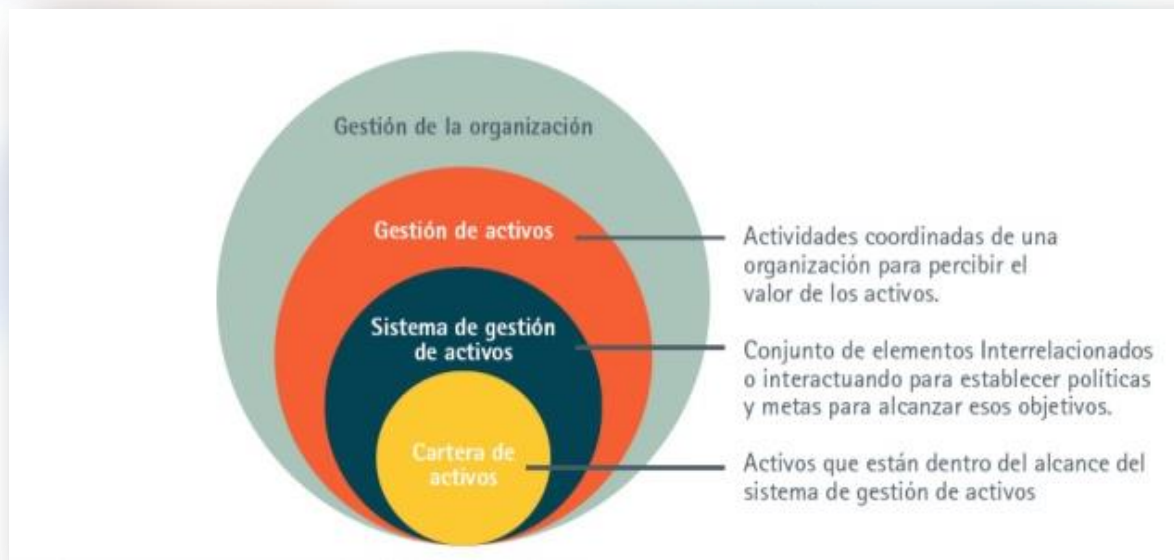 Gestión de la organización
Gestión de activos
Actividades coordinadas de una
organización para percibir el
valor de los activos.
Sistema de gestión
de activos
Conjunto de elementos Interrelacionados
o interactuando para establecer políticas
y metas para alcanzar esos objetivos.
Cartera de
activos
Activos que están dentro del alcance del
sistema de gestión de activos